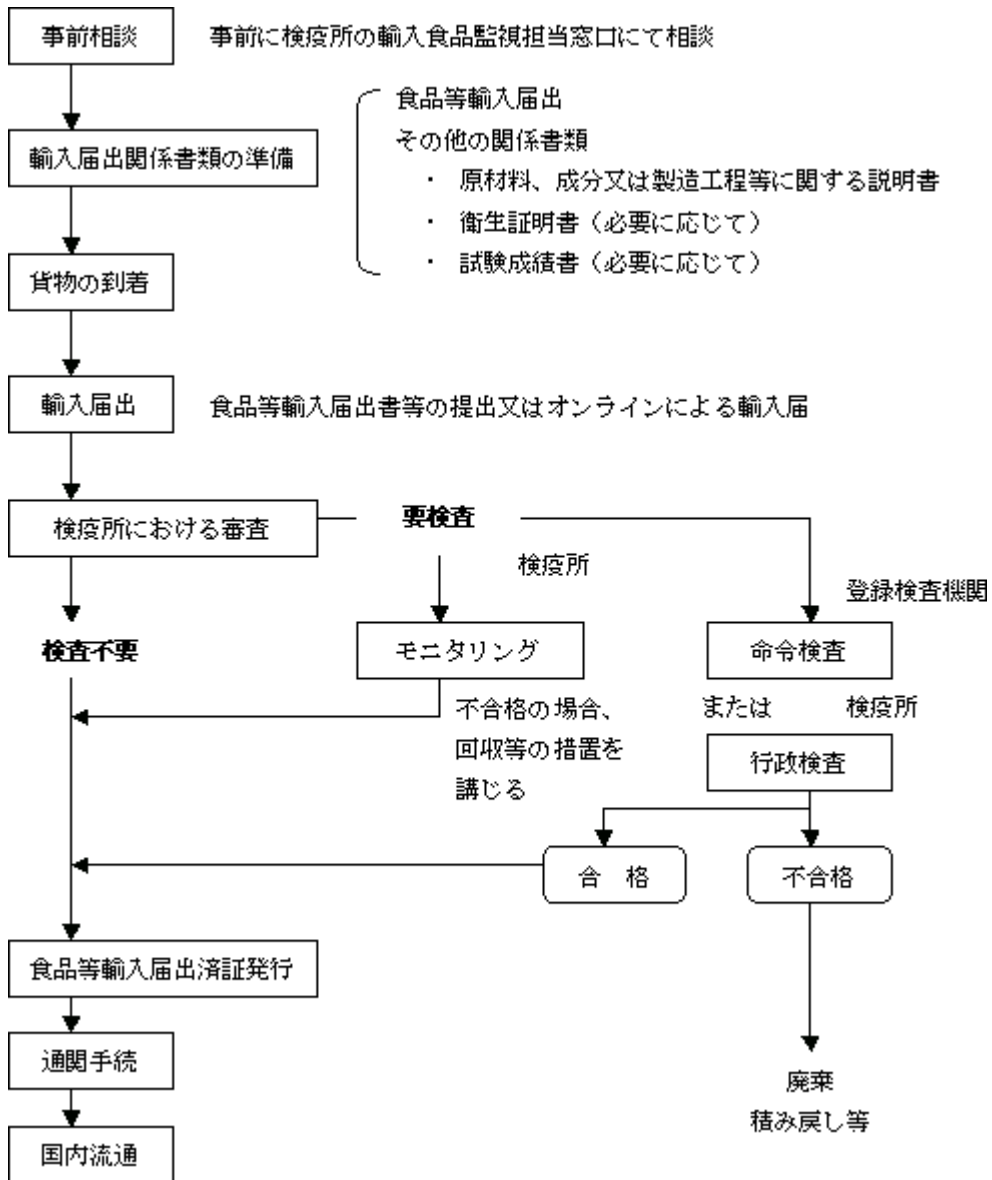 事前相談
事前に検疫所の輸入食品監視担当窓口にて相談
輸入届出関係書類の準備
食品等輸入届出
その他の関係書類
・ 原材料、成分又は製造工程等に関する説明書
・ 衛生証明書(必要に応じて)
・ 試験成績書(必要に応じて)
貨物の到着
輸入届出
食品等輸入届出書等の提出又はオンラインによる輸入届
検疫所における審査
要検査
検疫所
登録検査機関
検査不要
モニタリング
命令検査
不合格の場合、
回収等の措置を
講じる
または
検疫所
行政検査
合 格
不合格
食品等輸入届出済証発行
通関手続
国内流通
廃棄
積み戻し等